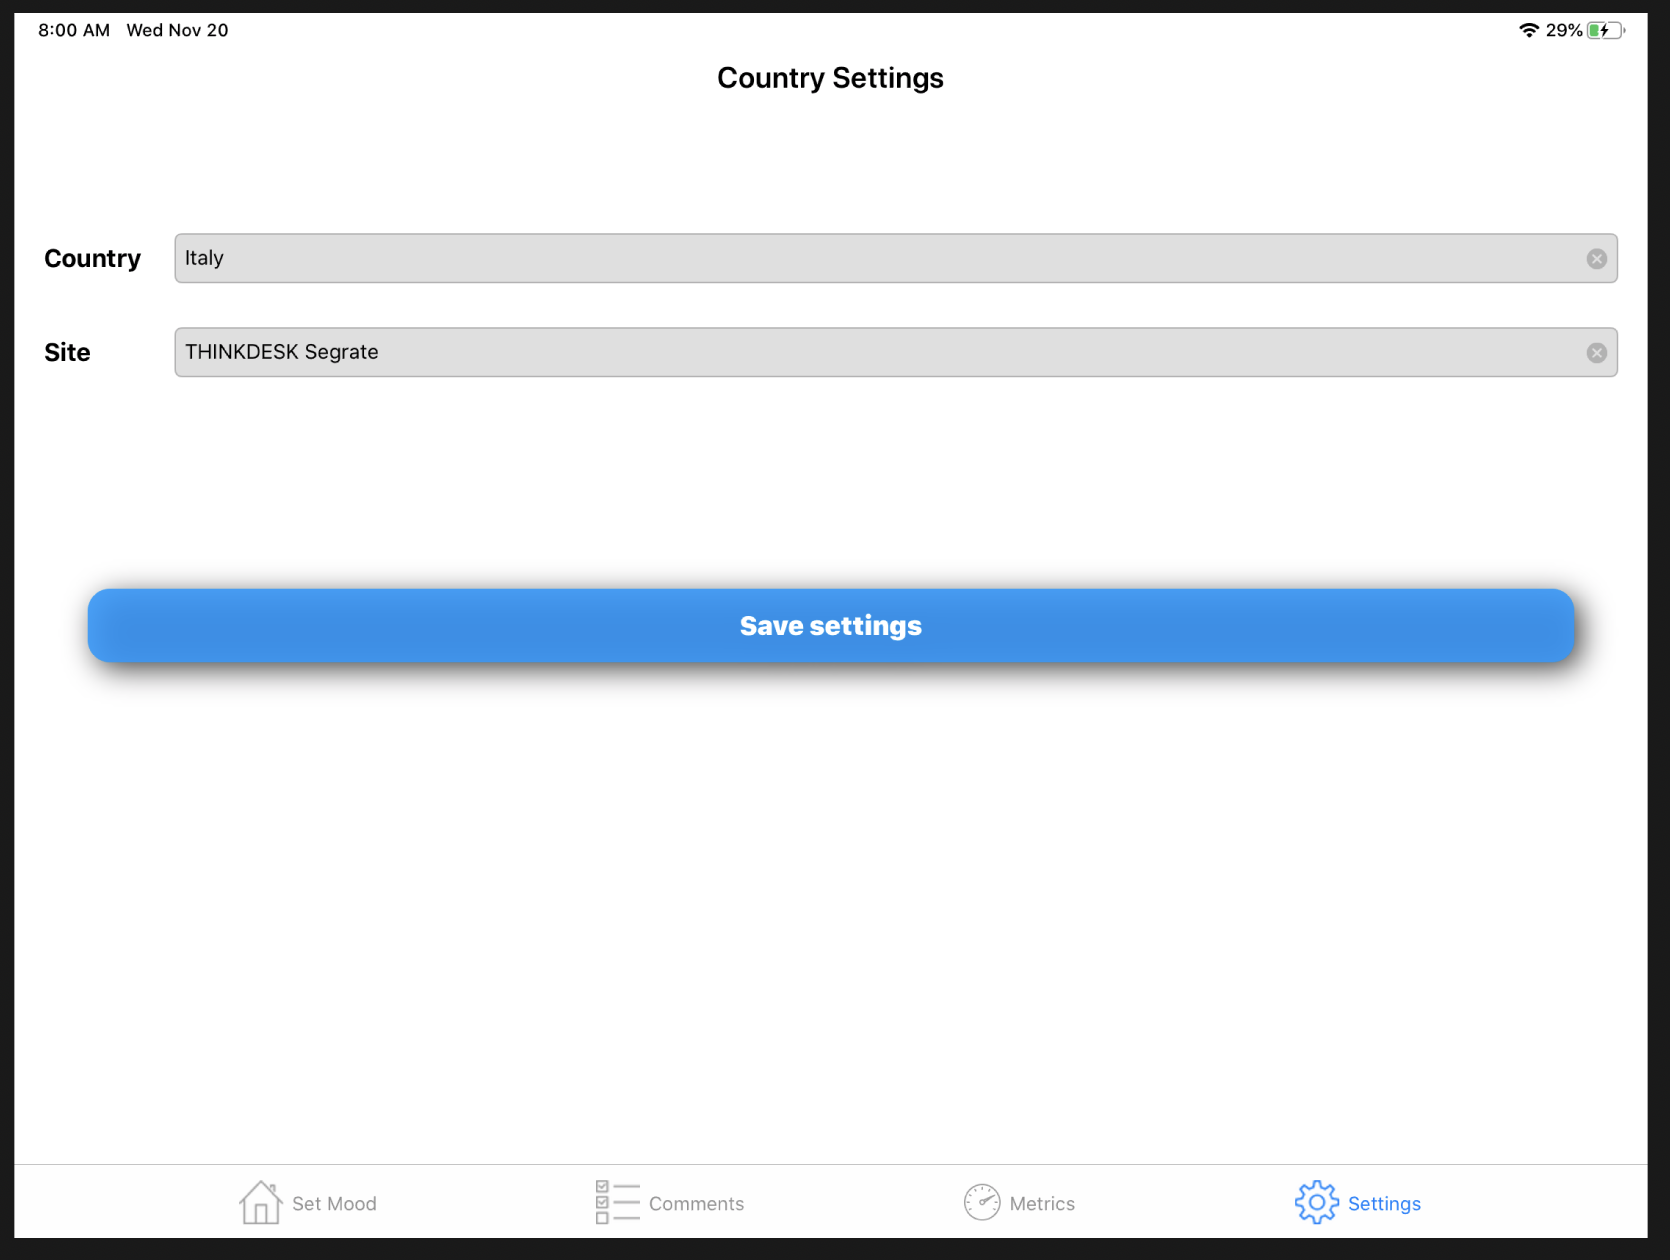 8:00 AM Wed Nov 20 29%
Country Settings
Country Italy
Site THINKDESK Segrate
Save settings
Set Mood Comments Metrics Settings